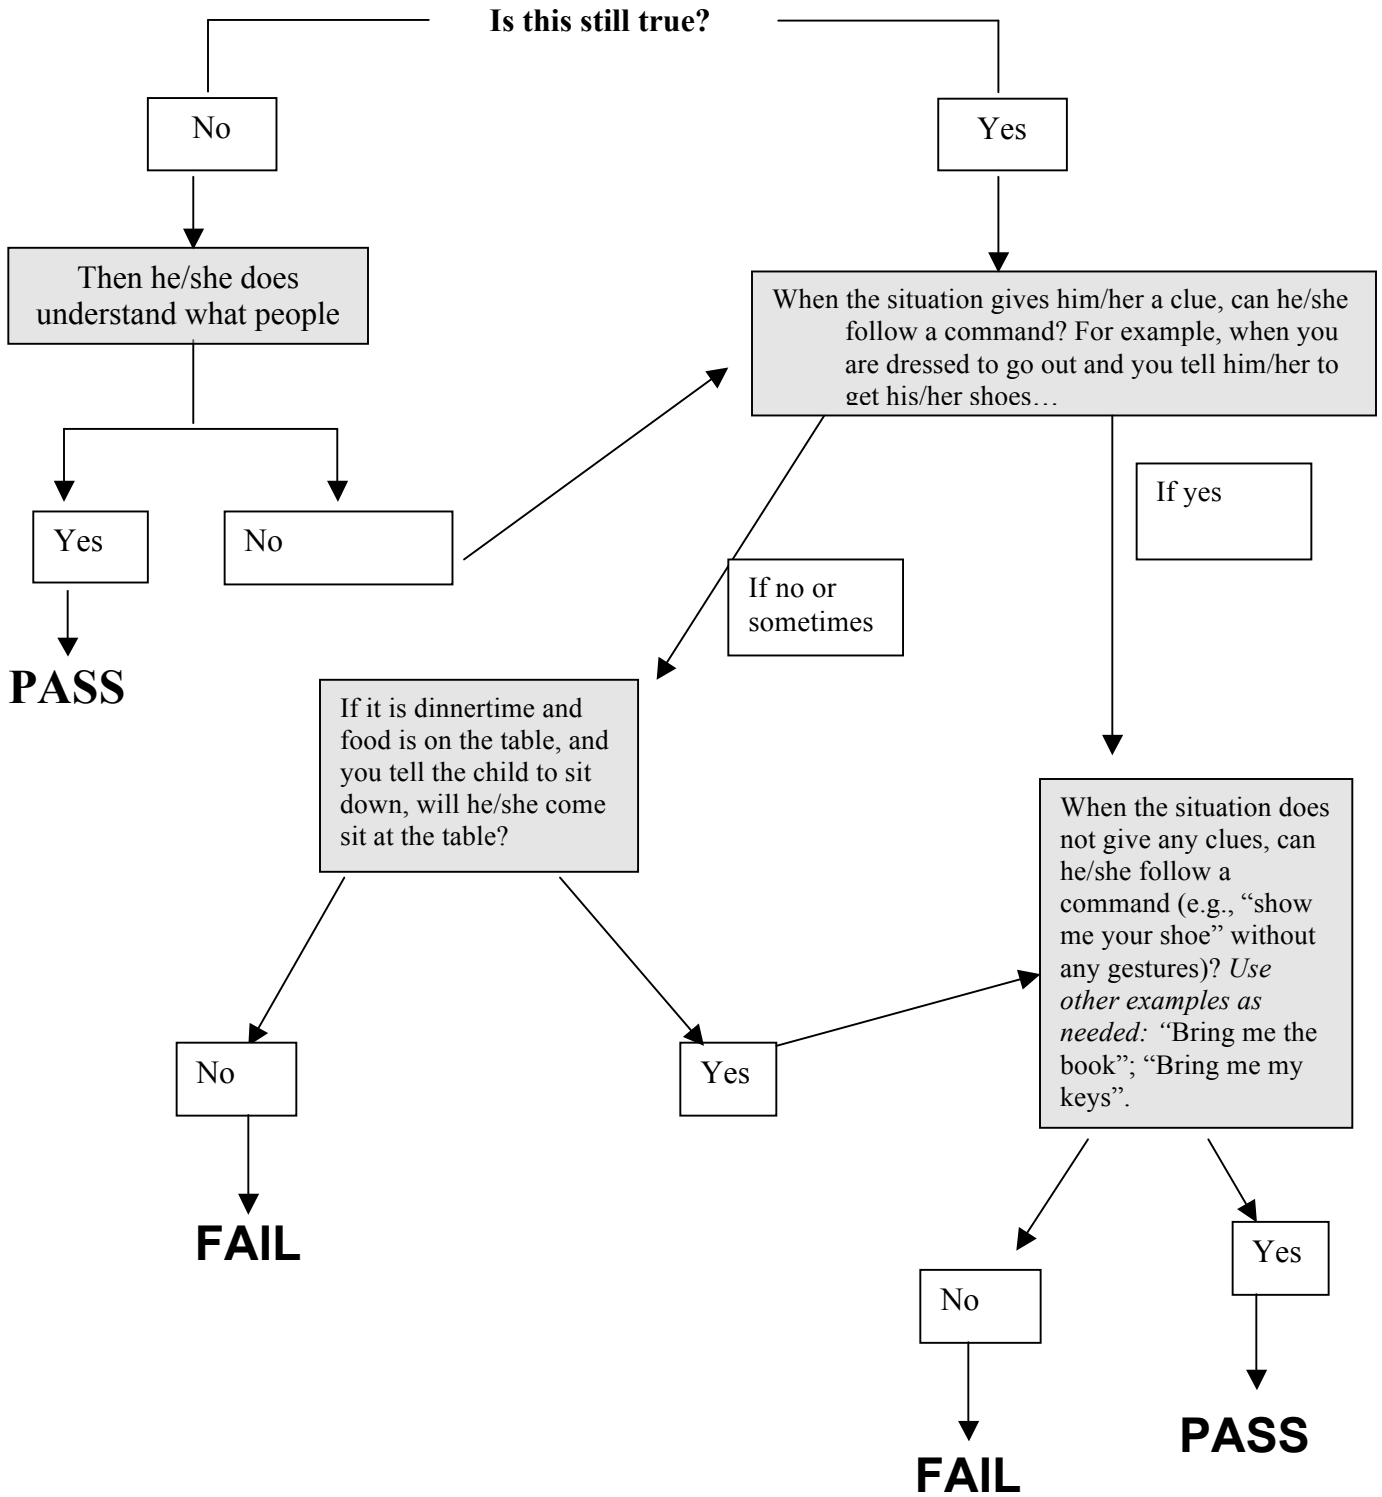 Is this still true?
No
Yes
Then he/she does
understand what people
When the situation gives him/her a clue, can he/she
follow a command? For example, when you
are dressed to go out and you tell him/her to
get his/her shoes…
If yes
Yes
No
If no or
sometimes
PASS
If it is dinnertime and
food is on the table, and
you tell the child to sit
down, will he/she come
sit at the table?
When the situation does
not give any clues, can
he/she follow a
command (e.g., “show
me your shoe” without
any gestures)? Use
other examples as
needed: “Bring me the
book”; “Bring me my
keys”.
No
Yes
FAIL
No
Yes
FAIL
PASS